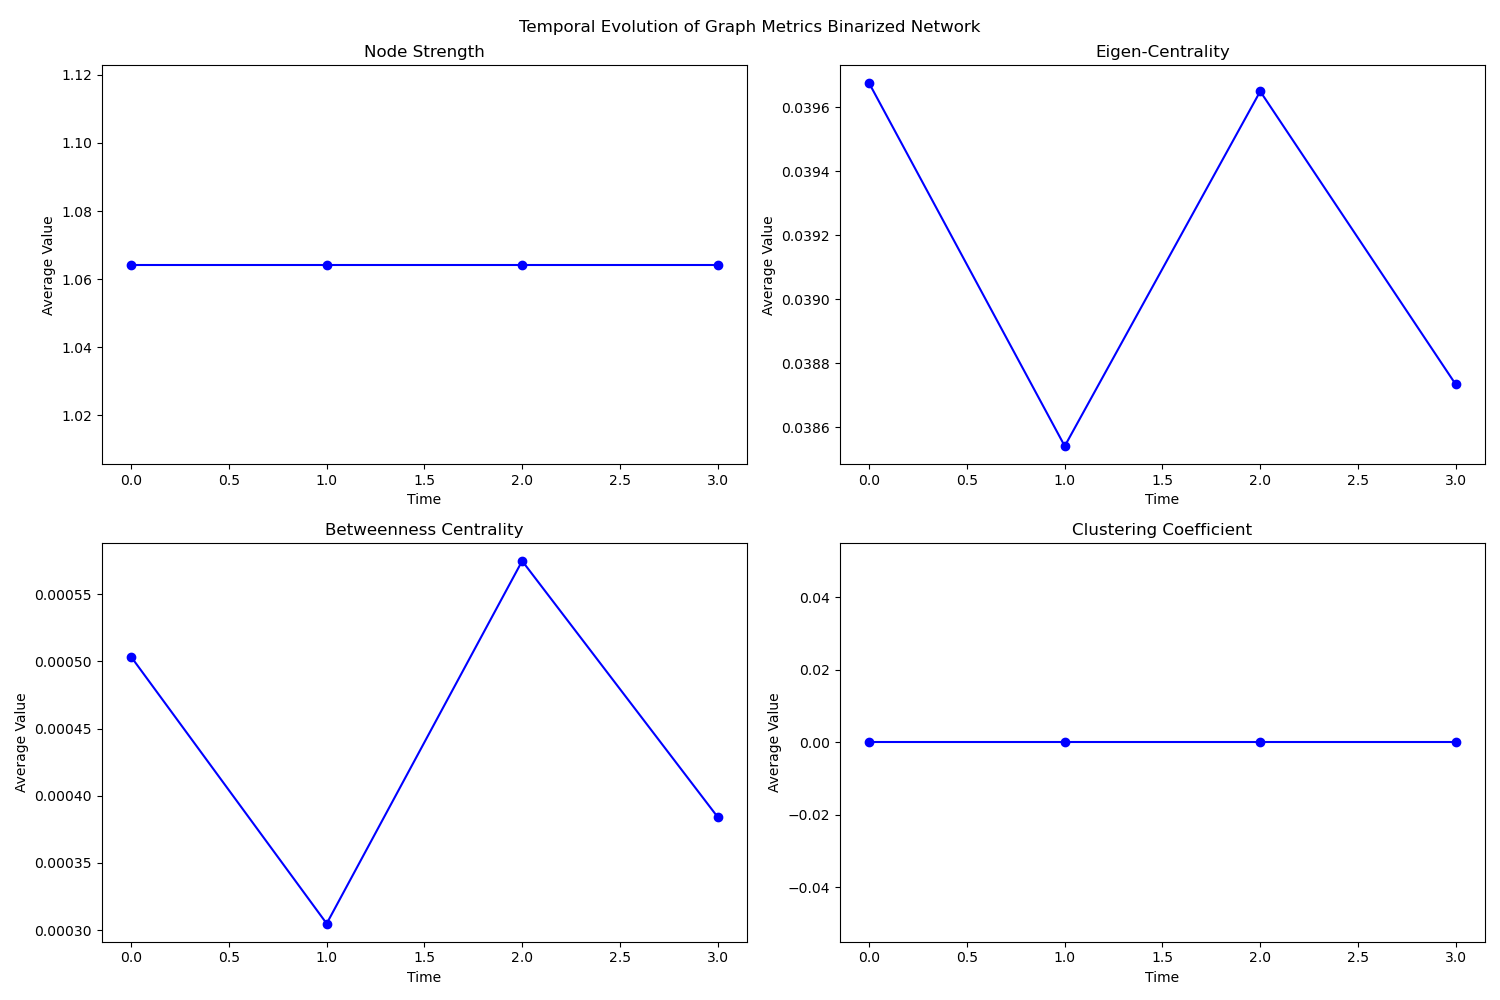 Temporal Evolution of Graph Metrics Binarized Network
Node Strength
1.12
1.10
1.08
1.06
1.04
1.02
Average Value
0.0 0.5 1.0 1.5 2.0 2.5 3.0
Time
Eigen-Centrality
0.0396
0.0394
0.0392
0.0390
0.0388
0.0386
Average Value
0.0 0.5 1.0 1.5 2.0 2.5 3.0
Time
Betweenness Centrality
0.00055
0.00050
0.00045
0.00040
0.00035
0.00030
Average Value
0.0 0.5 1.0 1.5 2.0 2.5 3.0
Time
Clustering Coefficient
0.04
0.02
0.00
−0.02
−0.04
Average Value
0.0 0.5 1.0 1.5 2.0 2.5 3.0
Time